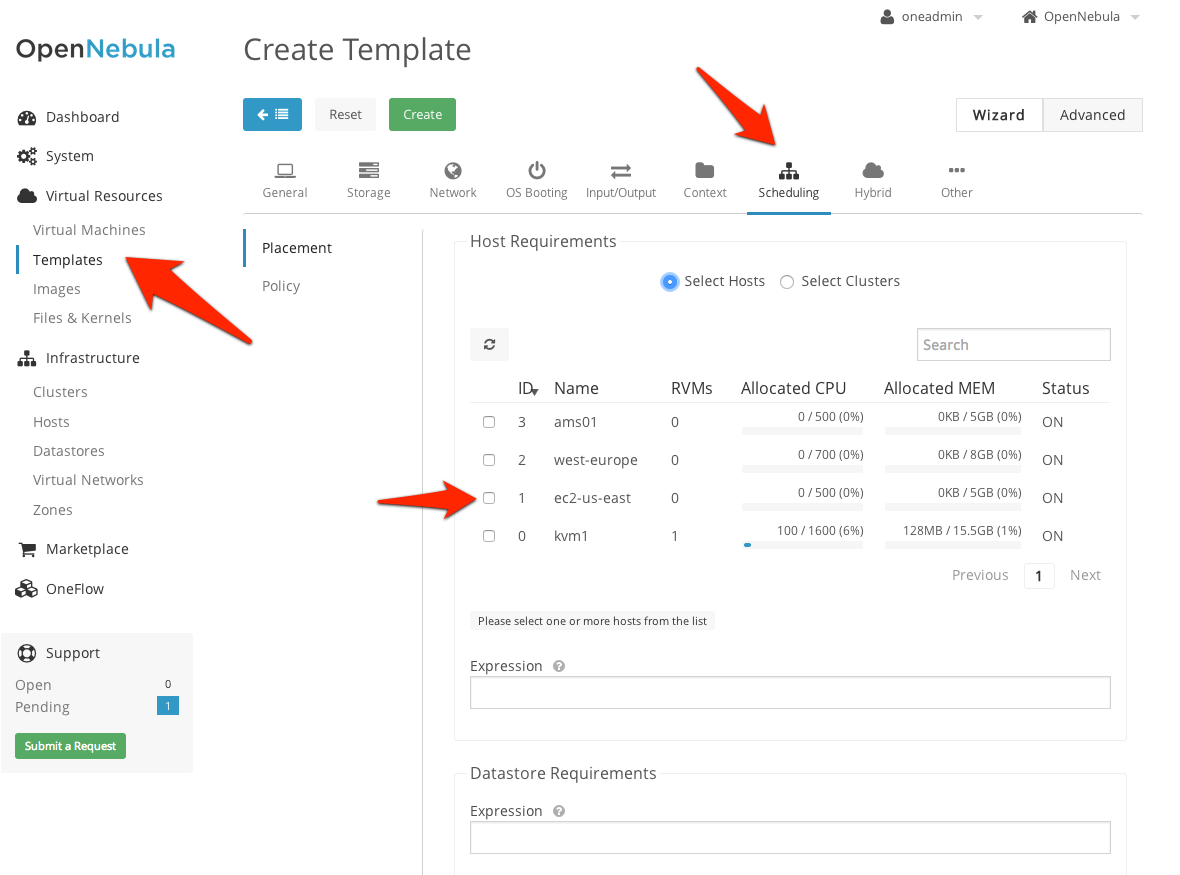 oneadmin
OpenNebula
OpenNebula
Create Template
Reset
Create
Wizard
Advanced
Dashboard
System
Virtual Resources
Virtual Machines
Templates
Images
Files & Kernels
Infrastructure
Clusters
Hosts
Datastores
Virtual Networks
Zones
Marketplace
OneFlow
Support
Open 0
Pending 1
Submit a Request
General
Storage
Network
OS Booting
Input/Output
Context
Scheduling
Hybrid
Other
Placement
Policy
Host Requirements
Select Hosts
Select Clusters
Search
ID Name RVMs Allocated CPU Allocated MEM Status
3 ams01 0 0 / 500 (0%) 0KB / 5GB (0%) ON
2 west-europe 0 0 / 700 (0%) 0KB / 8GB (0%) ON
1 ec2-us-east 0 0 / 500 (0%) 0KB / 5GB (0%) ON
0 kvm1 1 100 / 1600 (6%) 128MB / 15.5GB (1%) ON
Previous 1 Next
Please select one or more hosts from the list
Expression ?
Datastore Requirements
Expression ?